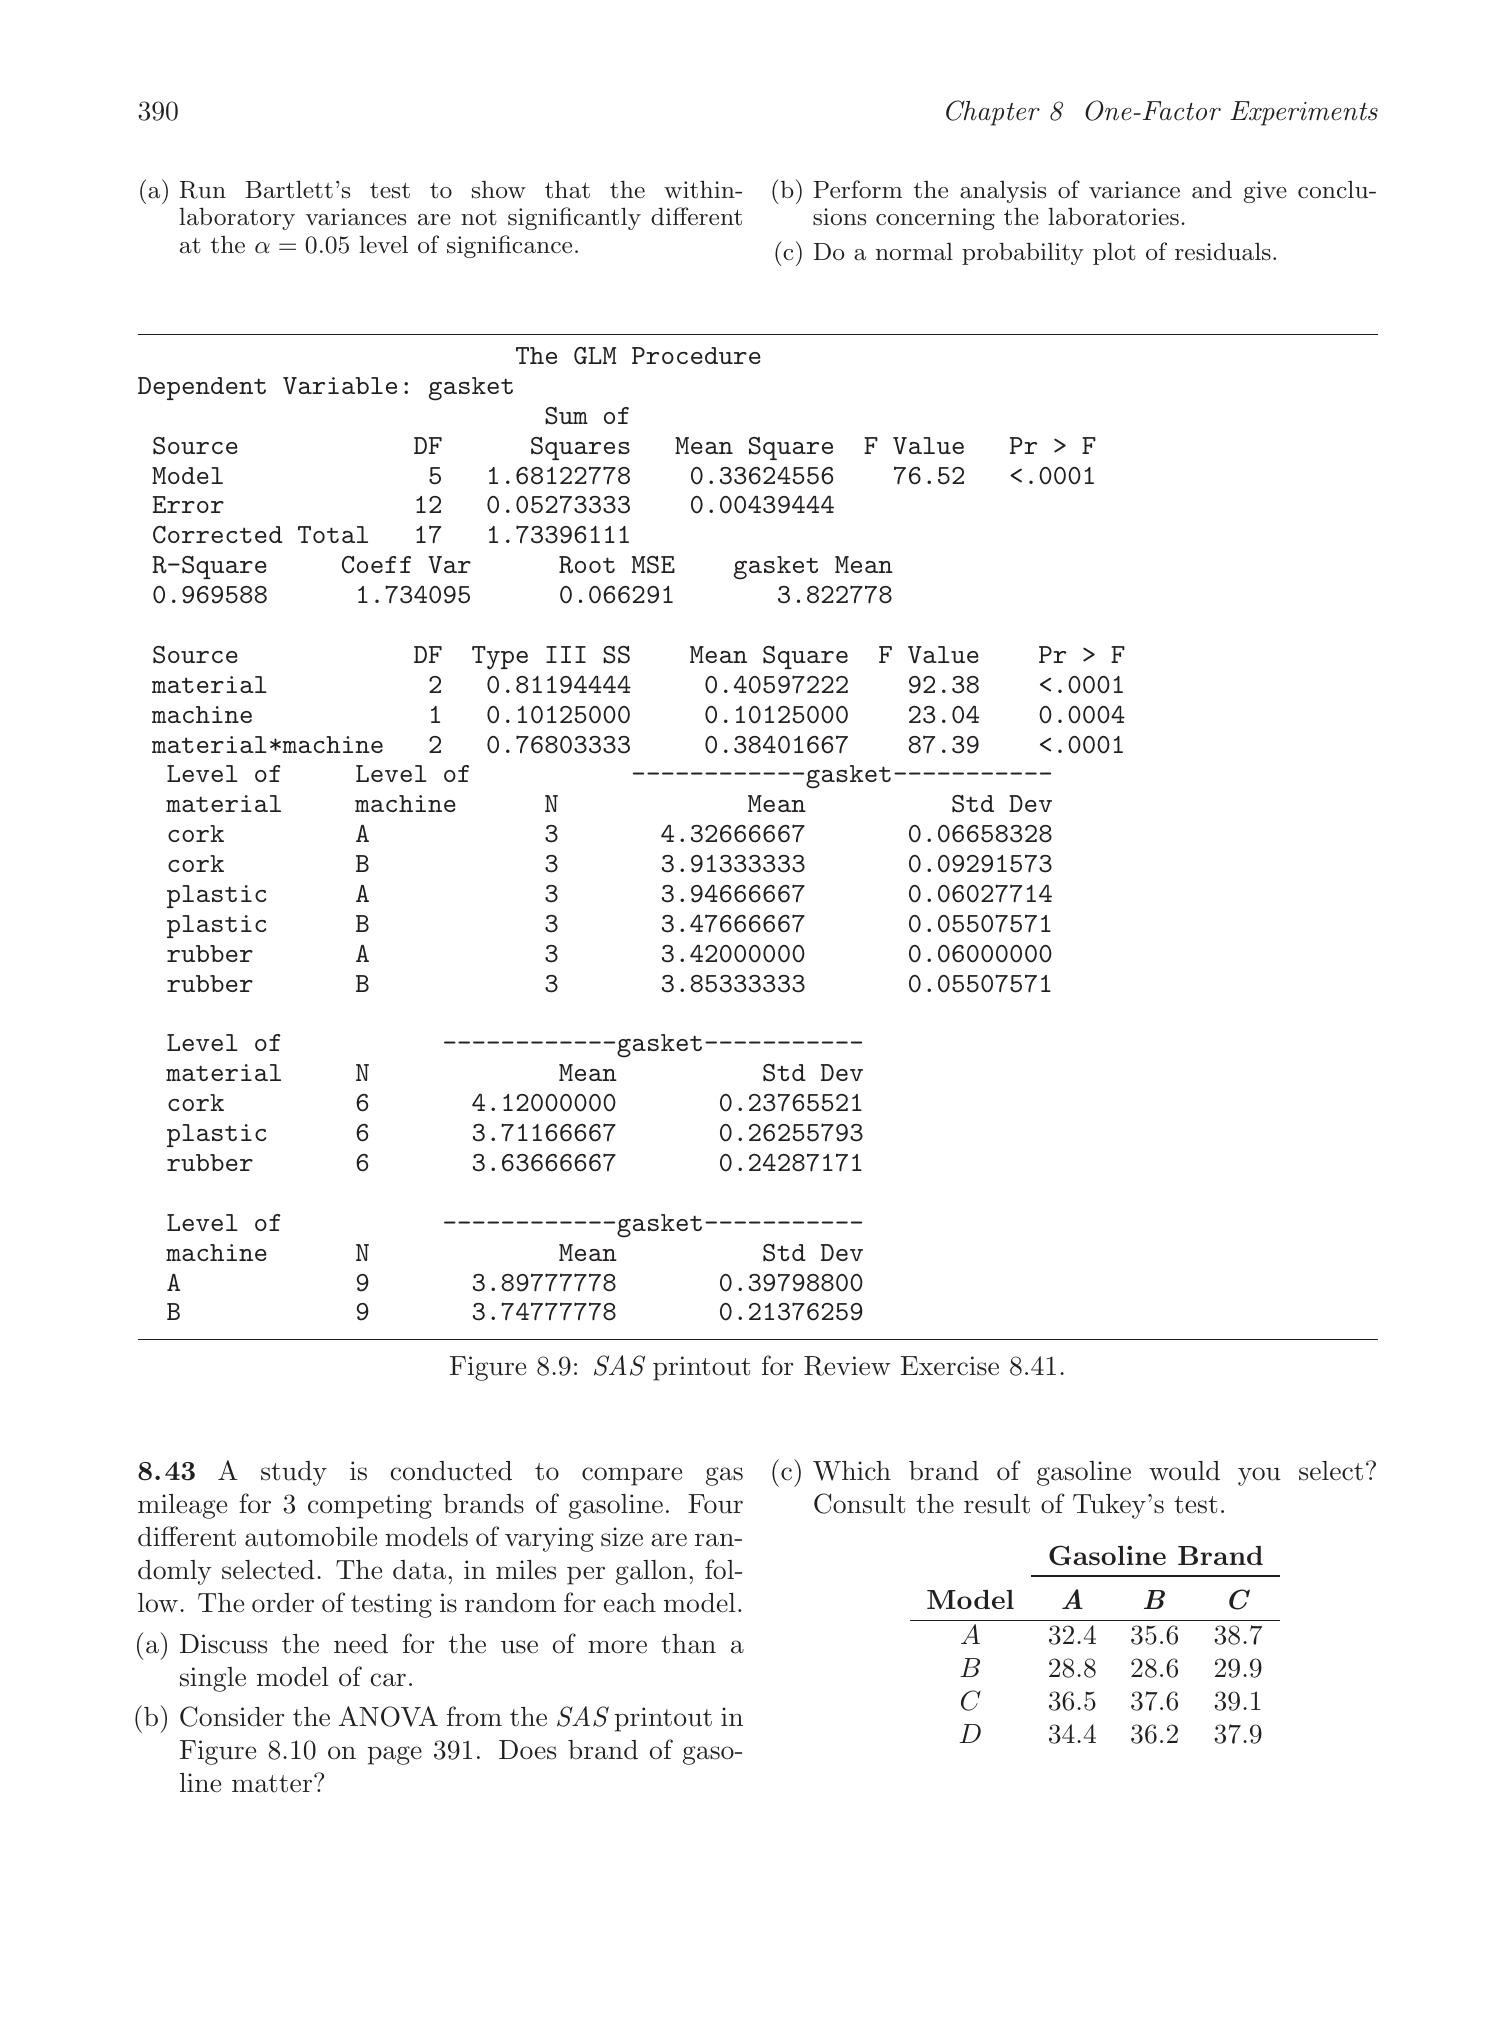 390
Chapter 8 One-Factor Experiments
(a) Run Bartlett's test to show that the within-
laboratory variances are not significantly different
at the α = 0.05 level of significance.
(b) Perform the analysis of variance and give conclu-
sions concerning the laboratories.
(c) Do a normal probability plot of residuals.
The GLM Procedure
Dependent Variable: gasket
Sum of
Source DF Squares Mean Square F Value Pr > F
Model 5 1.68122778 0.33624556 76.52 <.0001
Error 12 0.05273333 0.00439444
Corrected Total 17 1.73396111
R-Square Coeff Var Root MSE gasket Mean
0.969588 1.734095 0.066291 3.822778
Source DF Type III SS Mean Square F Value Pr > F
material 2 0.81194444 0.40597222 92.38 <.0001
machine 1 0.10125000 0.10125000 23.04 0.0004
material*machine 2 0.76803333 0.38401667 87.39 <.0001
Level of Level of ------------gasket-----------
material machine N Mean Std Dev
cork A 3 4.32666667 0.06658328
cork B 3 3.91333333 0.09291573
plastic A 3 3.94666667 0.06027714
plastic B 3 3.47666667 0.05507571
rubber A 3 3.42000000 0.06000000
rubber B 3 3.85333333 0.05507571
Level of ------------gasket-----------
material N Mean Std Dev
cork 6 4.12000000 0.23765521
plastic 6 3.71166667 0.26255793
rubber 6 3.63666667 0.24287171
Level of ------------gasket-----------
machine N Mean Std Dev
A 9 3.89777778 0.39798800
B 9 3.74777778 0.21376259
Figure 8.9: SAS printout for Review Exercise 8.41.
8.43 A study is conducted to compare gas
mileage for 3 competing brands of gasoline. Four
different automobile models of varying size are ran-
domly selected. The data, in miles per gallon, fol-
low. The order of testing is random for each model.
(a) Discuss the need for the use of more than a
single model of car.
(b) Consider the ANOVA from the SAS printout in
Figure 8.10 on page 391. Does brand of gaso-
line matter?
(c) Which brand of gasoline would you select?
Consult the result of Tukey's test.
Gasoline Brand
Model A B C
A 32.4 35.6 38.7
B 28.8 28.6 29.9
C 36.5 37.6 39.1
D 34.4 36.2 37.9